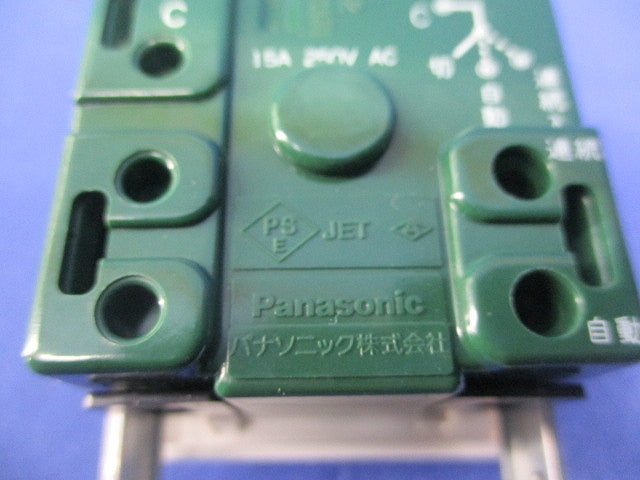 C
C
15A 250V AC
切
自動
連続
連続
PS
E
JET
Panasonic
パナソニック株式会社
自動